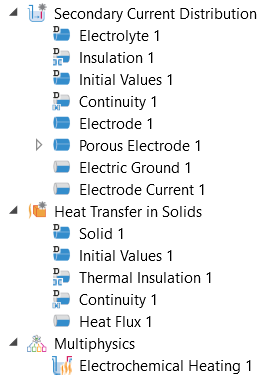 Secondary Current Distribution
Electrolyte 1
Insulation 1
Initial Values 1
Continuity 1
Electrode 1
Porous Electrode 1
Electric Ground 1
Electrode Current 1
Heat Transfer in Solids
Solid 1
Initial Values 1
Thermal Insulation 1
Continuity 1
Heat Flux 1
Multiphysics
Electrochemical Heating 1